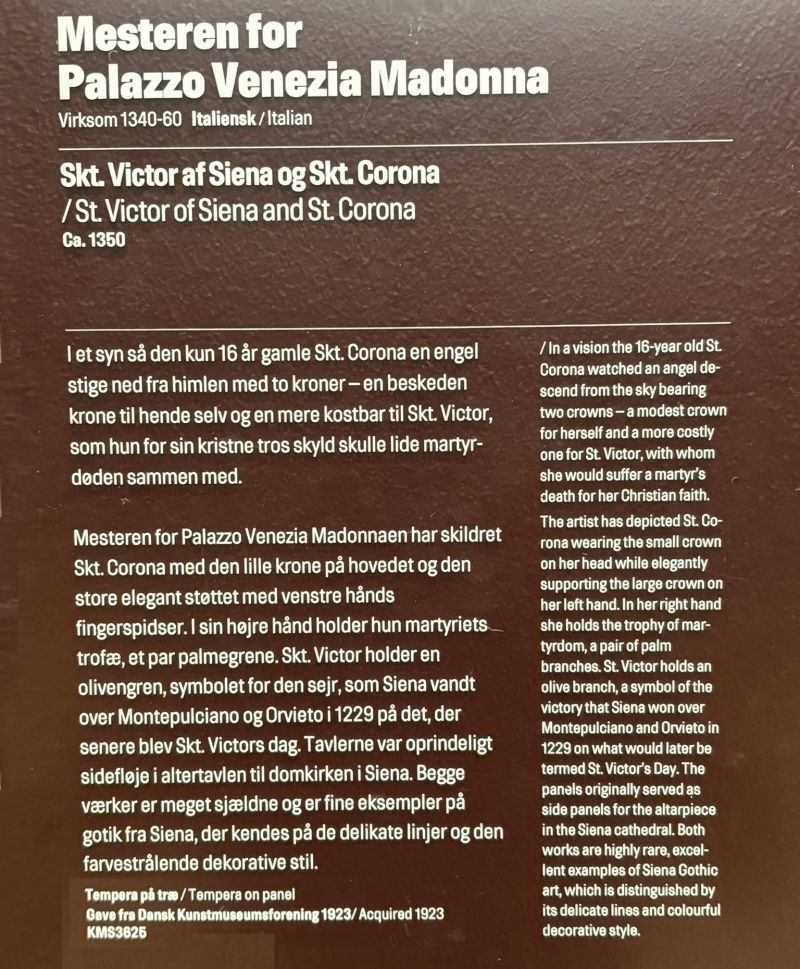 Mesteren for
Palazzo Venezia Madonna
Virksom 1340-60 Italiensk / Italian
Skt. Victor af Siena og Skt. Corona
/ St. Victor of Siena and St. Corona
Ca. 1350
I et syn så den kun 16 år gamle Skt. Corona en engel
stige ned fra himlen med to kroner – en beskeden
krone til hende selv og en mere kostbar til Skt. Victor,
som hun for sin kristne tros skyld skulle lide martyr-
døden sammen med.
Mesteren for Palazzo Venezia Madonnaen har skildret
Skt. Corona med den lille krone på hovedet og den
store elegant støttet med venstre hånds
fingerspidser. I sin højre hånd holder hun martyriets
trofæ, et par palmegrene. Skt. Victor holder en
olivengren, symbolet for den sejr, som Siena vandt
over Montepulciano og Orvieto i 1229 på det, der
senere blev Skt. Victors dag. Tavlerne var oprindeligt
sidefløje i altertavlen til domkirken i Siena. Begge
værker er meget sjældne og er fine eksempler på
gotik fra Siena, der kendes på de delikate linjer og den
farvestrålende dekorative stil.
Tempera på træ / Tempera on panel
Gave fra Dansk Kunstmuseumsforening 1923/ Acquired 1923
KMS3625
/ In a vision the 16-year old St.
Corona watched an angel de-
scend from the sky bearing
two crowns – a modest crown
for herself and a more costly
one for St. Victor, with whom
she would suffer a martyr's
death for her Christian faith.
The artist has depicted St. Co-
rona wearing the small crown
on her head while elegantly
supporting the large crown on
her left hand. In her right hand
she holds the trophy of mar-
tyrdom, a pair of palm
branches. St. Victor holds an
olive branch, a symbol of the
victory that Siena won over
Montepulciano and Orvieto in
1229 on what would later be
termed St. Victor's Day. The
panels originally served as
side panels for the altarpiece
in the Siena cathedral. Both
works are highly rare, excel-
lent examples of Siena Gothic
art, which is distinguished by
its delicate lines and colourful
decorative style.